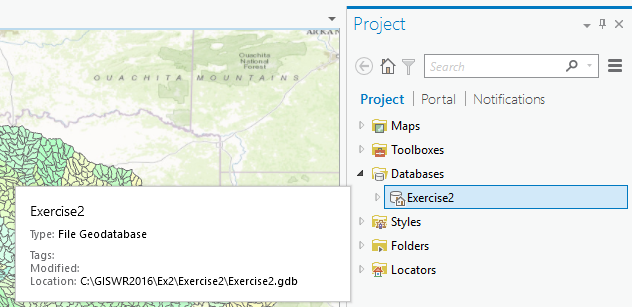 ARKAN
Ouachita
National
Forest
OUACHITA MOUNTAINS
Exercise2
Type: File Geodatabase
Tags:
Modified:
Location: C:\GISWR2016\Ex2\Exercise2\Exercise2.gdb
Project
Search
Project | Portal | Notifications
Maps
Toolboxes
Databases
Exercise2
Styles
Folders
Locators